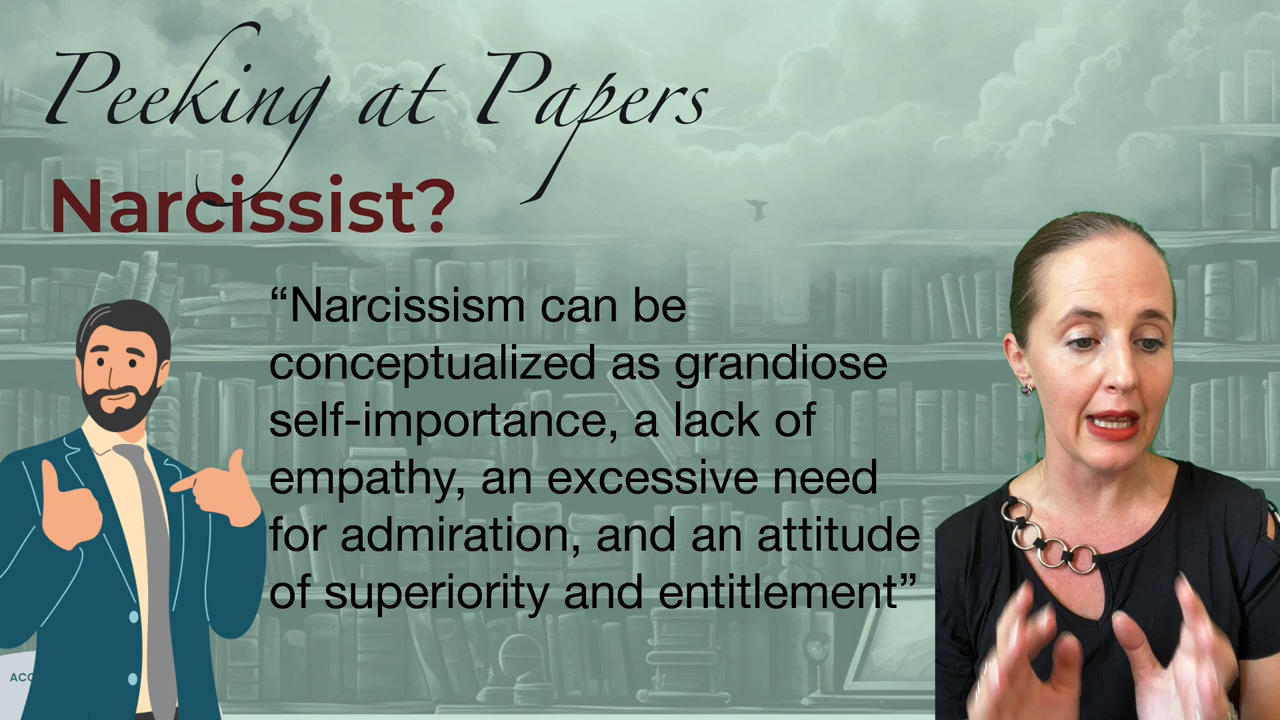 Peeking at Papers
Narcissist?
“Narcissism can be
conceptualized as grandiose
self-importance, a lack of
empathy, an excessive need
for admiration, and an attitude
of superiority and entitlement”